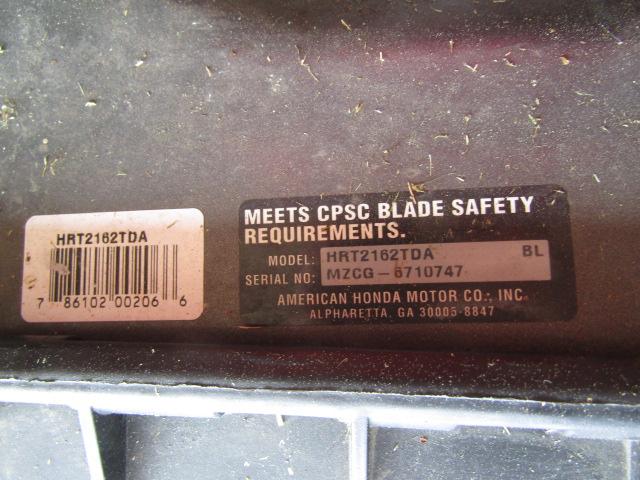 HRT2162TDA
7 86102 00206 6
MEETS CPSC BLADE SAFETY
REQUIREMENTS.
MODEL: HRT2162TDA BL
SERIAL NO: MZCG-6710747
AMERICAN HONDA MOTOR CO., INC.
ALPHARETTA, GA 30005-8847